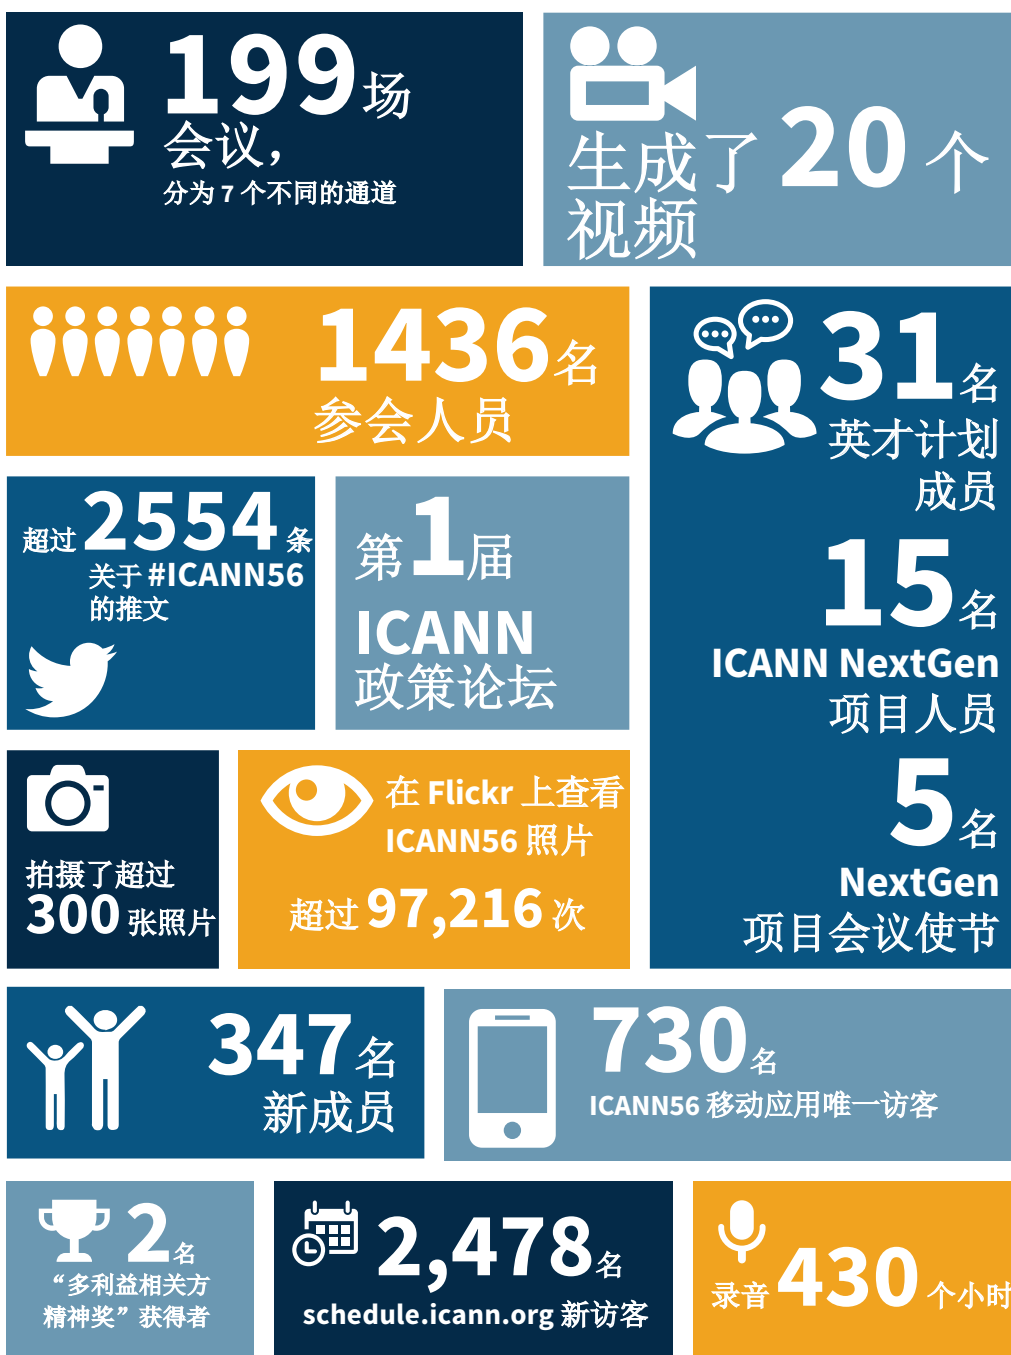 199场
会议，
分为 7 个不同的通道
生成了 20 个
视频
1436名
参会人员
31名
英才计划
成员
15名
ICANN NextGen
项目人员
5名
NextGen
项目会议使节
超过 2554 条
关于 #ICANN56
的推文
第1届
ICANN
政策论坛
拍摄了超过
300 张照片
在 Flickr 上查看
ICANN56 照片
超过 97,216 次
347名
新成员
730名
ICANN56 移动应用唯一访客
2名
“多利益相关方
精神奖”获得者
2,478名
schedule.icann.org 新访客
录音 430 个小时